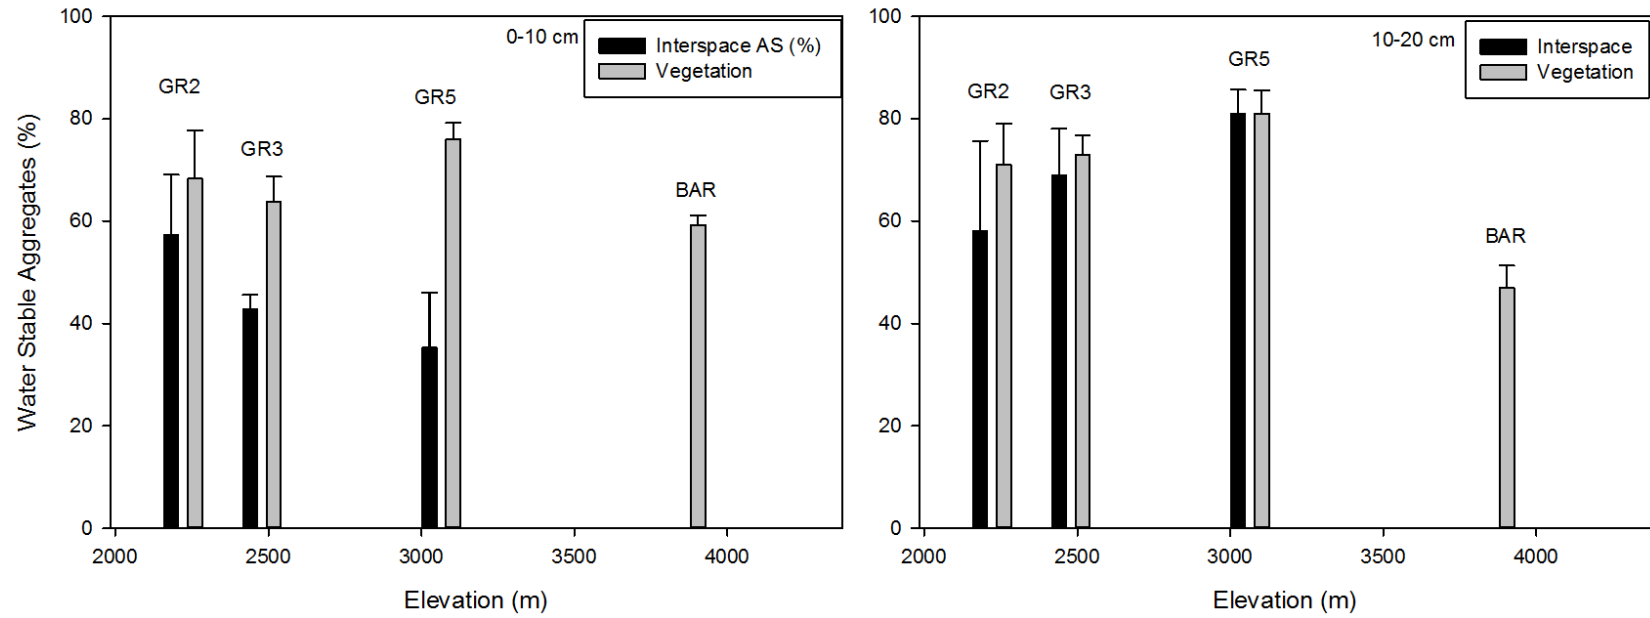 100
80
60
40
20
0
Water Stable Aggregates (%)
0-10 cm
Interspace AS (%)
Vegetation
GR2
GR3
GR5
BAR
2000 2500 3000 3500 4000
Elevation (m)
100
80
60
40
20
0
10-20 cm
Interspace
Vegetation
GR2
GR3
GR5
BAR
2000 2500 3000 3500 4000
Elevation (m)